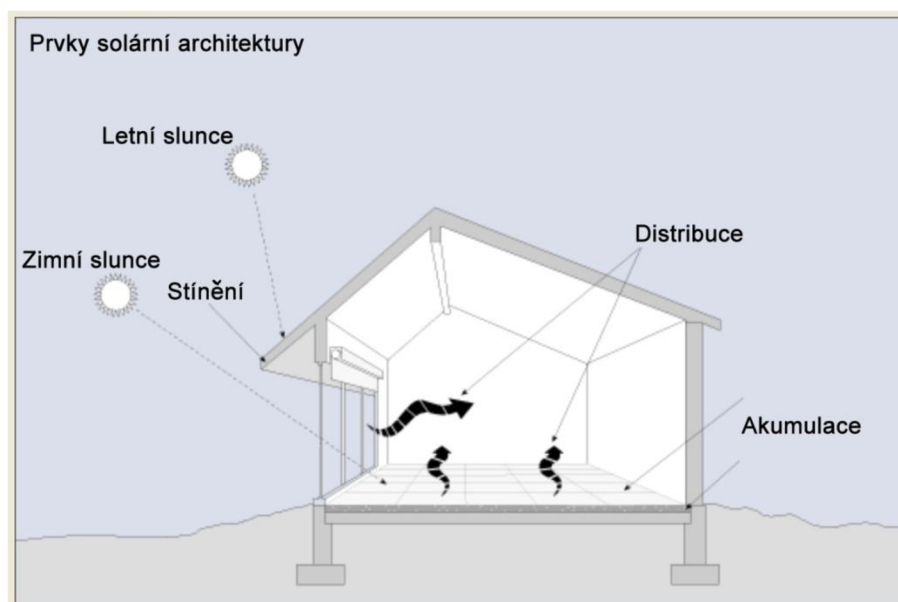 Prvky solární architektury
Letní slunce
Zimní slunce
Stínění
Distribuce
Akumulace